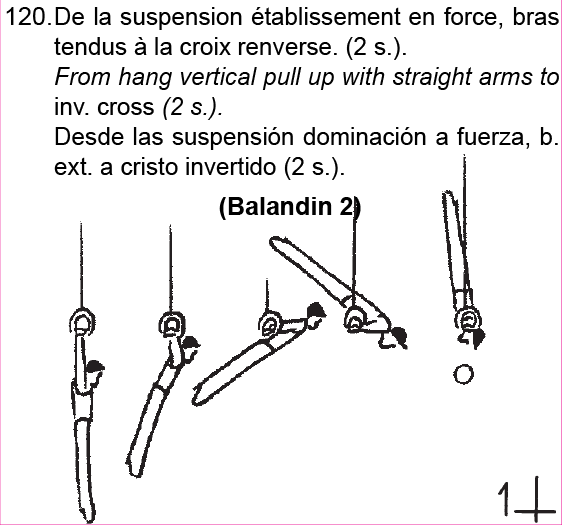 120.De la suspension établissement en force, bras
tendus à la croix renverse. (2 s.).
From hang vertical pull up with straight arms to
inv. cross (2 s.).
Desde las suspensión dominación a fuerza, b.
ext. a cristo invertido (2 s.).
(Balandin 2)
1